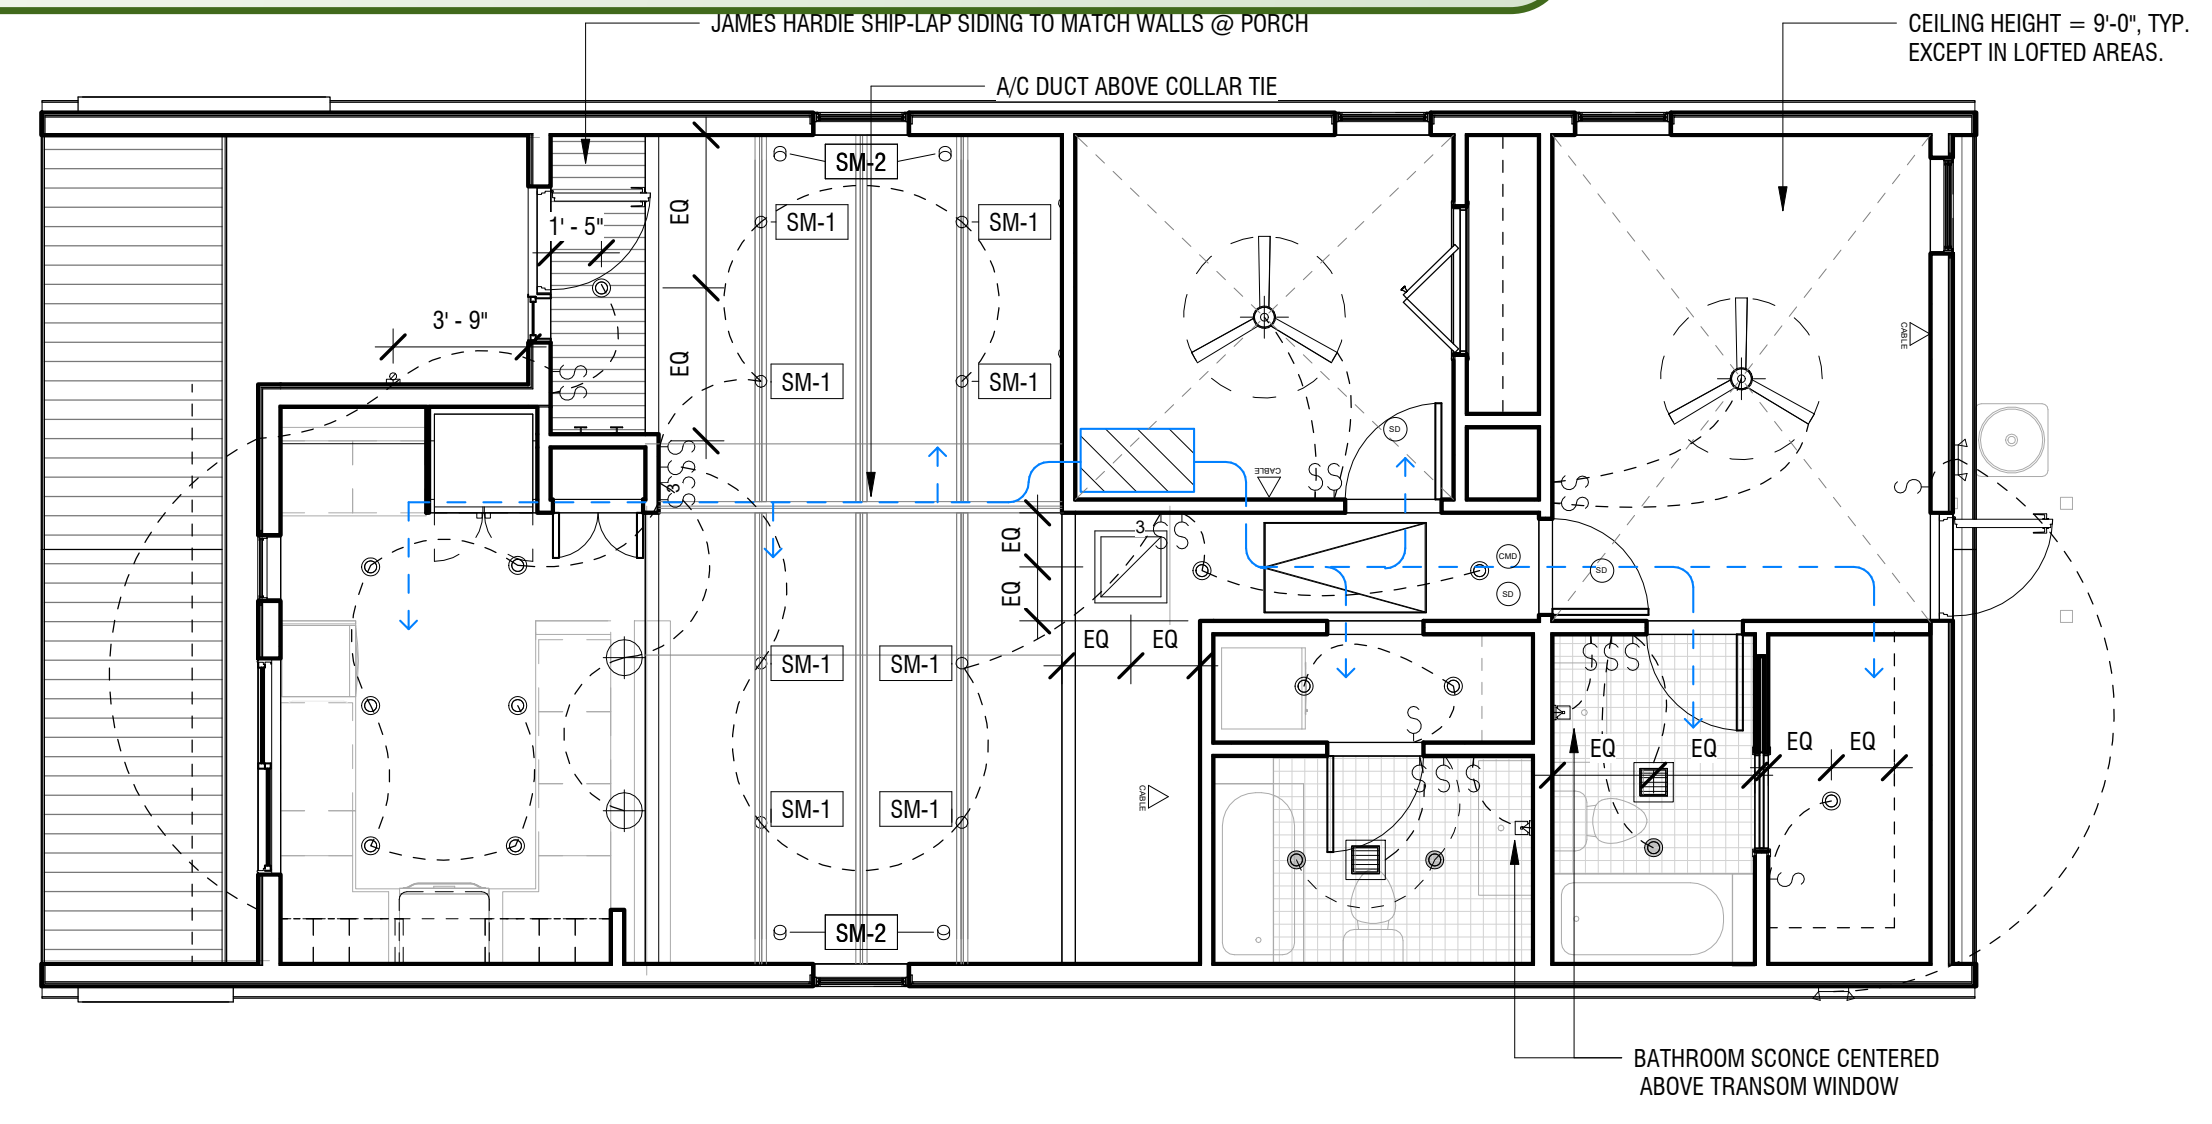 JAMES HARDIE SHIP-LAP SIDING TO MATCH WALLS @ PORCH
CEILING HEIGHT = 9'-0", TYP.
EXCEPT IN LOFTED AREAS.
A/C DUCT ABOVE COLLAR TIE
SM-2
EQ
1' - 5"
SM-1
SM-1
3' - 9"
CABLE
EQ
SM-1
SM-1
SD
CABLE
3
3
EQ
CMD
SD
EQ
SD
EQ
EQ
SM-1
SM-1
EQ
EQ
EQ
EQ
CABLE
SM-1
SM-1
SM-2
BATHROOM SCONCE CENTERED
ABOVE TRANSOM WINDOW